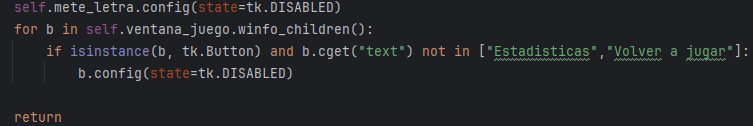 self.mete_letra.config(state=tk.DISABLED)
for b in self.ventana_juego.winfo_children():
    if isinstance(b, tk.Button) and b.cget("text") not in ["Estadisticas","Volver a jugar"]:
        b.config(state=tk.DISABLED)
return